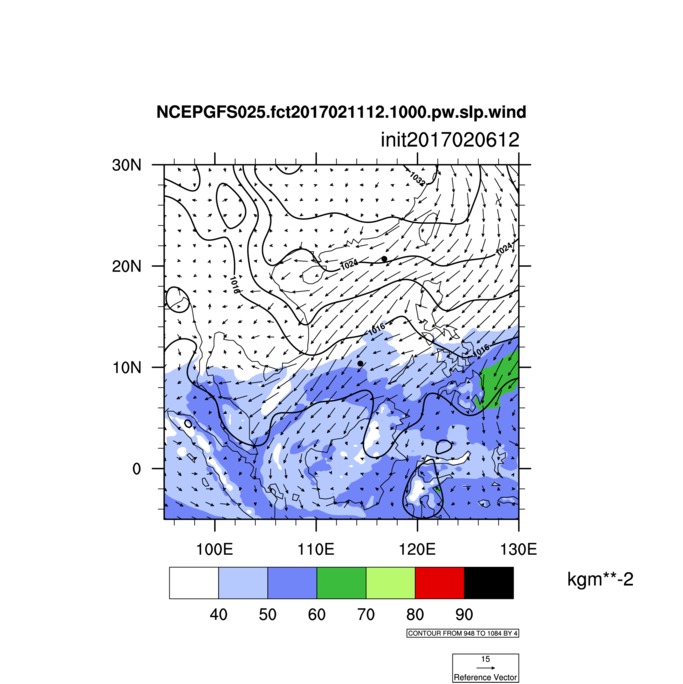 NCEPGFS025.fct2017021112.1000.pw.slp.wind
init2017020612
30N
1032
1024
1024
20N
1016
1016
1016
10N
0
100E 110E 120E 130E
kgm**-2
40 50 60 70 80 90
CONTOUR FROM 948 TO 1084 BY 4
15
Reference Vector